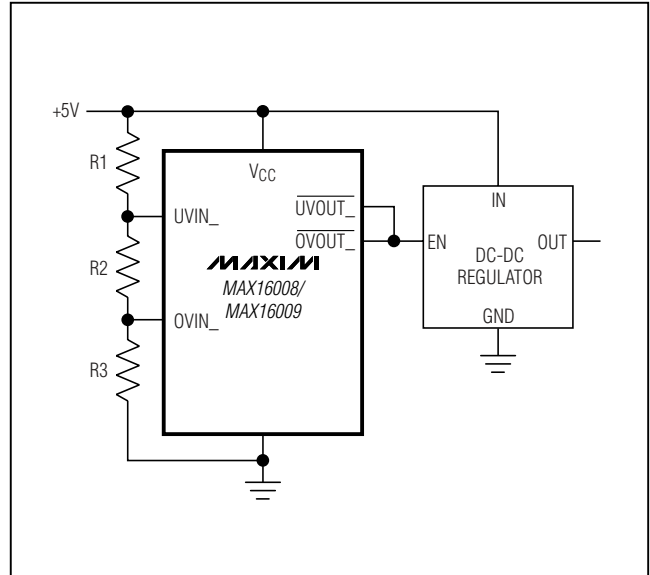 +5V
R1
R2
R3
VCC
UVIN_
OVIN_
UVOUT_
OVOUT_
MAXIM
MAX16008/
MAX16009
IN
EN
OUT
DC-DC
REGULATOR
GND